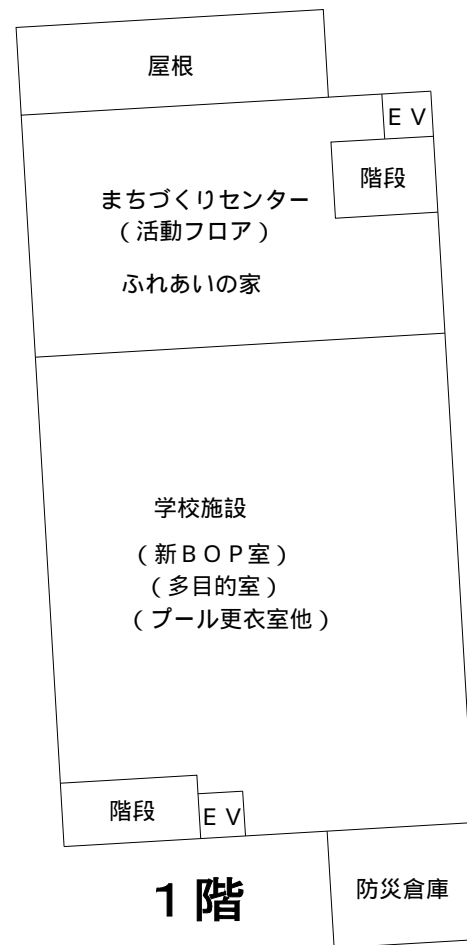 屋根
ＥＶ
階段
まちづくりセンター
（活動フロア）
ふれあいの家
学校施設
（新ＢＯＰ室）
（多目的室）
（プール更衣室他）
階段
ＥＶ
１階
防災倉庫